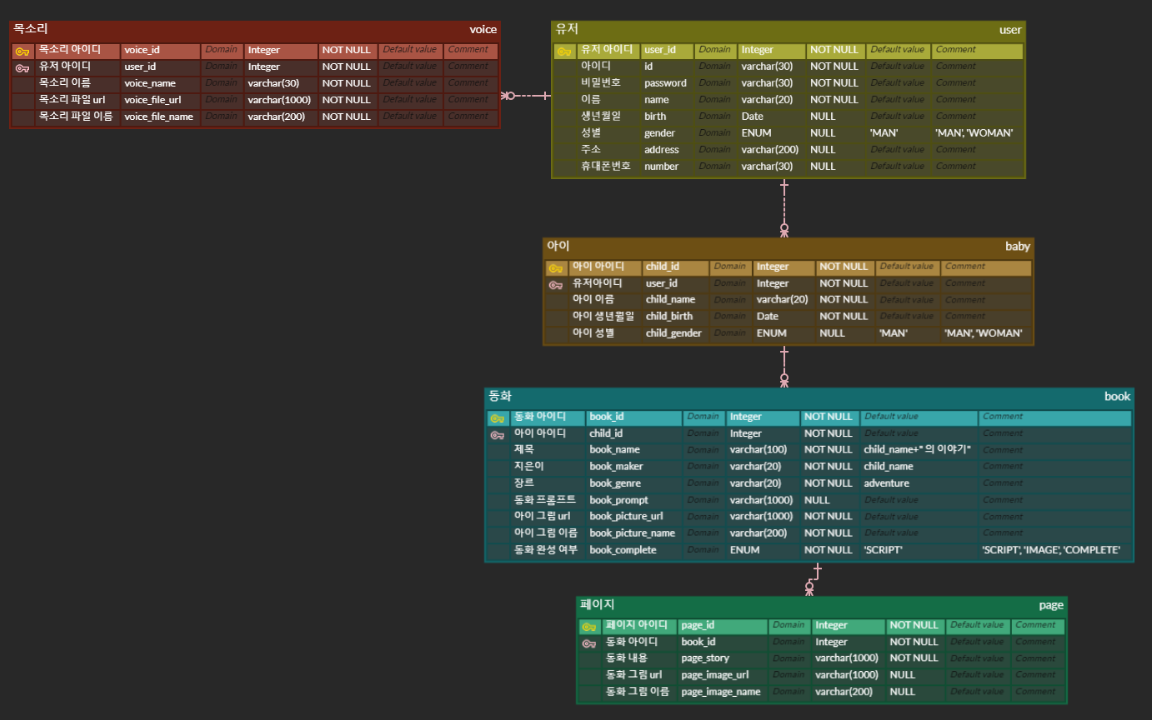 목소리 voice
목소리 아이디 voice_id Domain Integer NOT NULL Default value Comment
유저 아이디 user_id Domain Integer NOT NULL Default value Comment
목소리 이름 voice_name Domain varchar(30) NOT NULL Default value Comment
목소리 파일 url voice_file_url Domain varchar(1000) NOT NULL Default value Comment
목소리 파일 이름 voice_file_name Domain varchar(200) NOT NULL Default value Comment
유저 user
유저 아이디 user_id Domain Integer NOT NULL Default value Comment
아이디 id Domain varchar(30) NOT NULL Default value Comment
비밀번호 password Domain varchar(30) NOT NULL Default value Comment
이름 name Domain varchar(20) NOT NULL Default value Comment
생년월일 birth Domain Date NULL Default value Comment
성별 gender Domain ENUM NULL 'MAN' 'MAN', 'WOMAN'
주소 address Domain varchar(200) NULL Default value Comment
휴대폰번호 number Domain varchar(30) NULL Default value Comment
아이 baby
아이 아이디 child_id Domain Integer NOT NULL Default value Comment
유저아이디 user_id Domain Integer NOT NULL Default value Comment
아이 이름 child_name Domain varchar(20) NOT NULL Default value Comment
아이 생년월일 child_birth Domain Date NOT NULL Default value Comment
아이 성별 child_gender Domain ENUM NULL 'MAN' 'MAN', 'WOMAN'
동화 book
동화 아이디 book_id Domain Integer NOT NULL Default value Comment
아이 아이디 child_id Domain Integer NOT NULL Default value Comment
제목 book_name Domain varchar(100) NOT NULL child_name+" 의 이야기" Comment
지은이 book_maker Domain varchar(20) NOT NULL child_name Comment
장르 book_genre Domain varchar(20) NOT NULL adventure Comment
동화 프롬프트 book_prompt Domain varchar(1000) NULL Default value Comment
아이 그림 url book_picture_url Domain varchar(1000) NOT NULL Default value Comment
아이 그림 이름 book_picture_name Domain varchar(200) NOT NULL Default value Comment
동화 완성 여부 book_complete Domain ENUM NOT NULL 'SCRIPT' 'SCRIPT', 'IMAGE', 'COMPLETE'
페이지 page
페이지 아이디 page_id Domain Integer NOT NULL Default value Comment
동화 아이디 book_id Domain Integer NOT NULL Default value Comment
동화 내용 page_story Domain varchar(1000) NOT NULL Default value Comment
동화 그림 url page_image_url Domain varchar(1000) NULL Default value Comment
동화 그림 이름 page_image_name Domain varchar(200) NULL Default value Comment